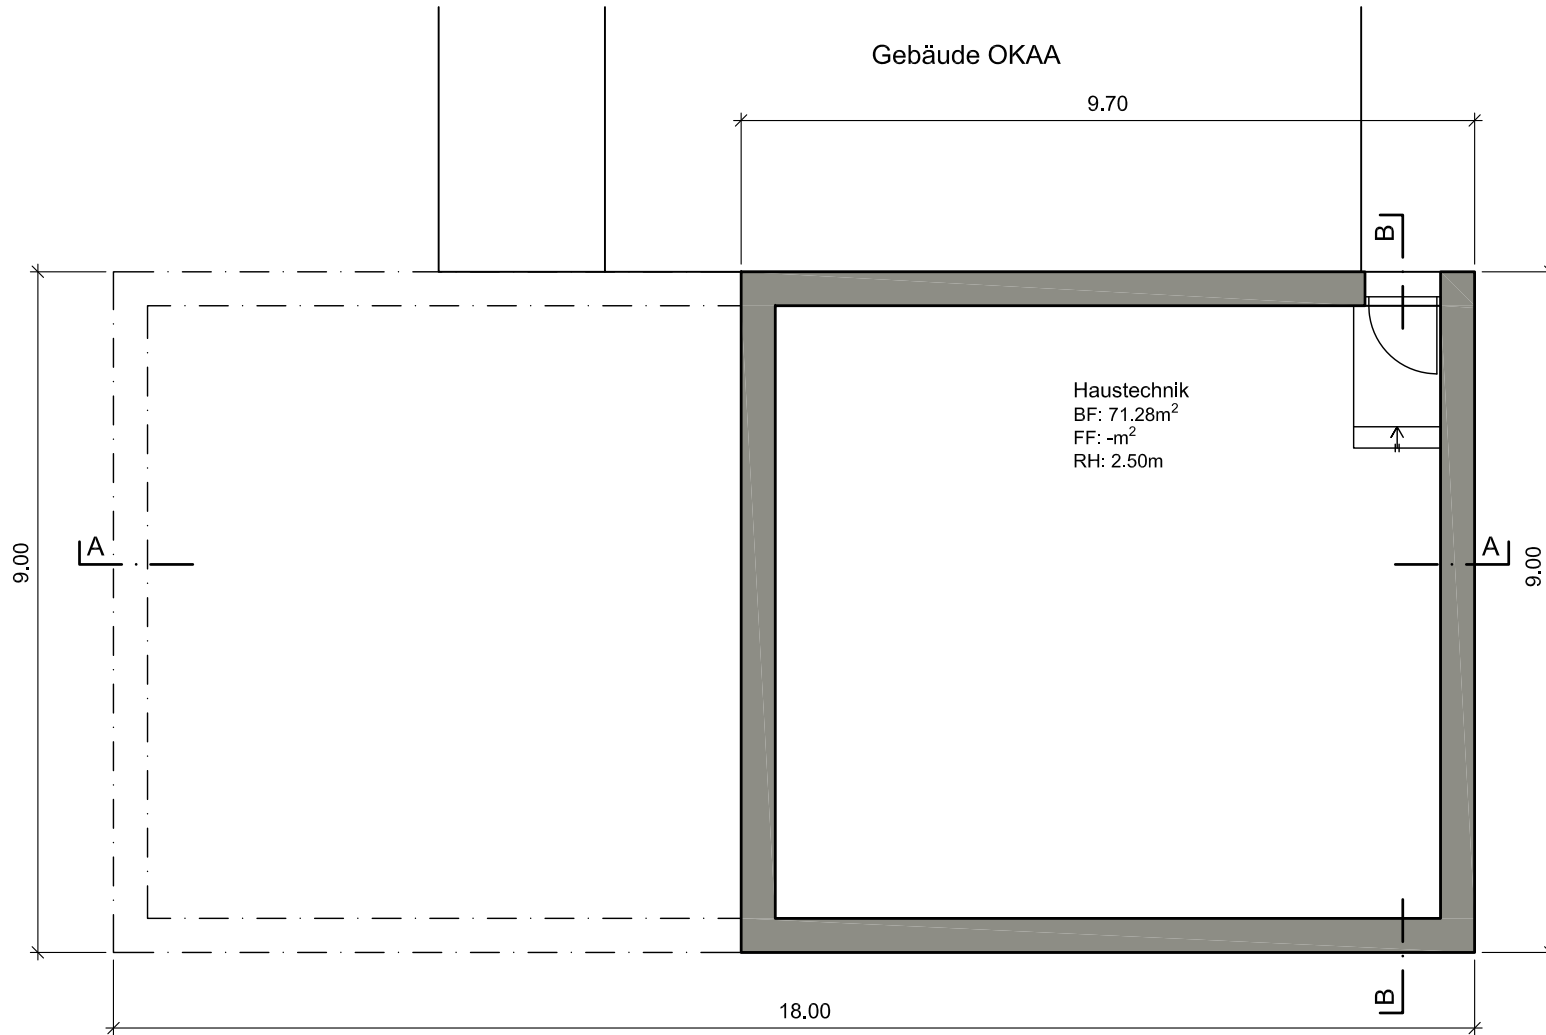 Gebäude OKAA
9.70
B
Haustechnik
BF: 71.28m²
FF: -m²
RH: 2.50m
A
A
9.00
9.00
B
18.00